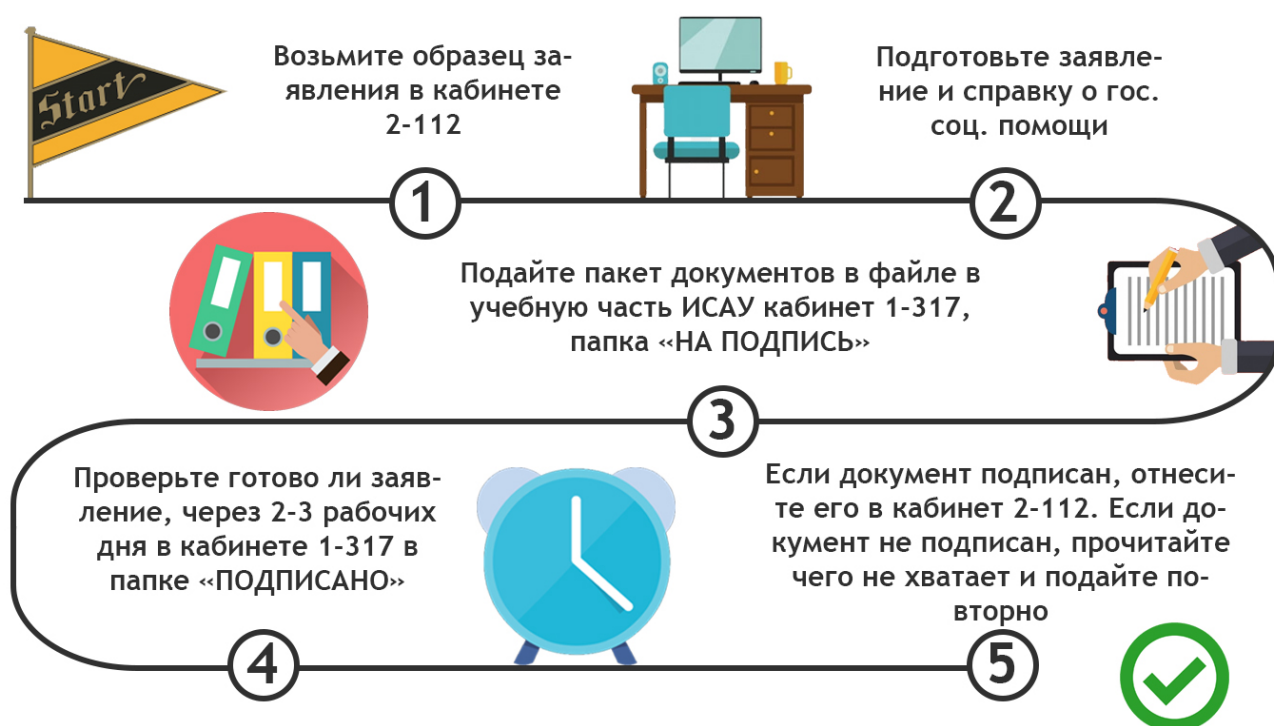 Start
Возьмите образец за-
явления в кабинете
2-112
Подготовьте заявле-
ние и справку о гос.
соц. помощи
1
2
Подайте пакет документов в файле в
учебную часть ИСАУ кабинет 1-317,
папка «НА ПОДПИСЬ»
3
Проверьте готово ли заяв-
ление, через 2-3 рабочих
дня в кабинете 1-317 в
папке «ПОДПИСАНО»
4
Если документ подписан, отнеси-
те его в кабинет 2-112. Если до-
кумент не подписан, прочитайте
чего не хватает и подайте по-
вторно
5